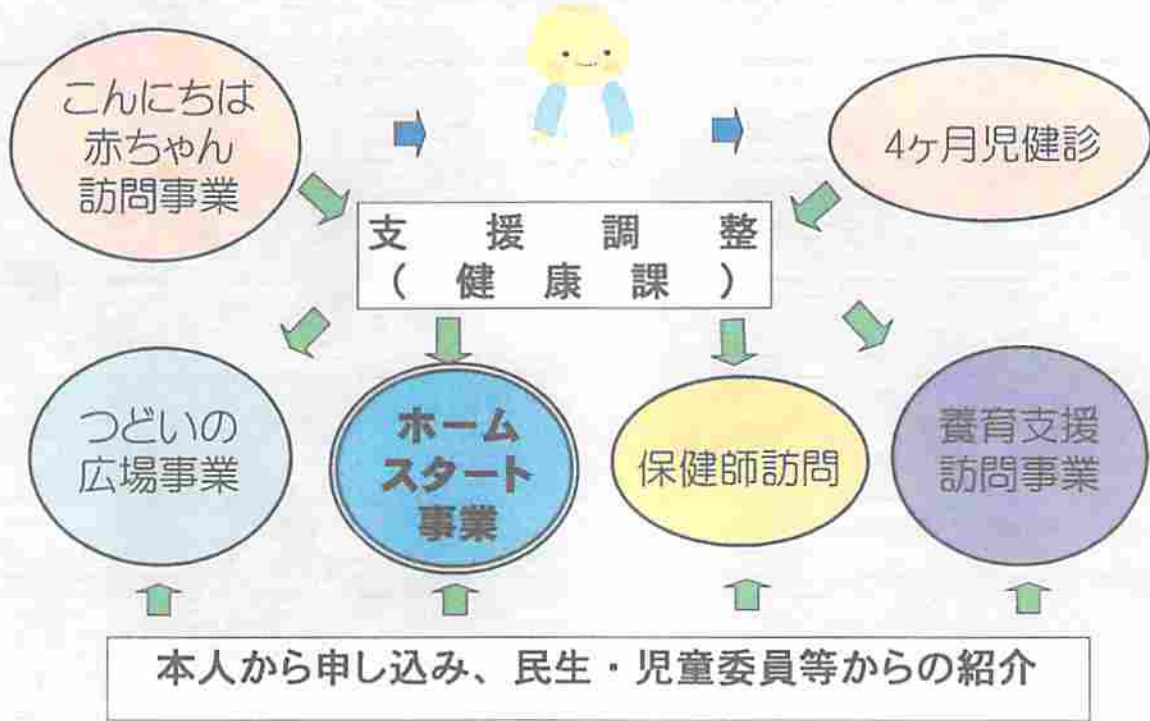 こんにちは
赤ちゃん
訪問事業
4ヶ月児健診
支援調整
(健康課)
つどいの
広場事業
ホーム
スタート
事業
保健師訪問
養育支援
訪問事業
本人から申し込み、民生・児童委員等からの紹介